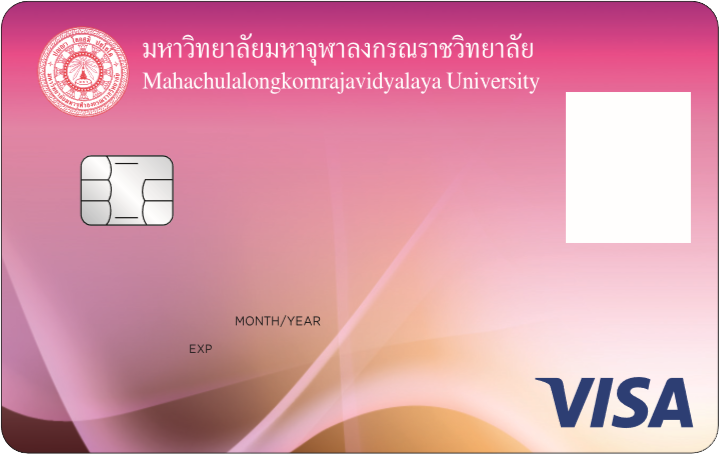 มหาวิทยาลัยมหาจุฬาลงกรณราชวิทยาลัย
Mahachulalongkornrajavidyalaya University
MONTH/YEAR
EXP
VISA